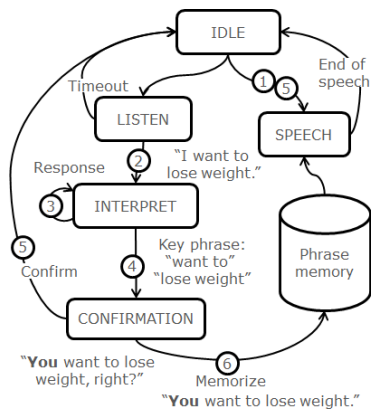 IDLE
Timeout
1
5
End of
speech
LISTEN
SPEECH
2
“I want to
lose weight.”
Response
3
INTERPRET
4
Key phrase:
“want to”
“lose weight”
Phrase
memory
5
Confirm
CONFIRMATION
“You want to lose
weight, right?”
6
Memorize
“You want to lose weight.”